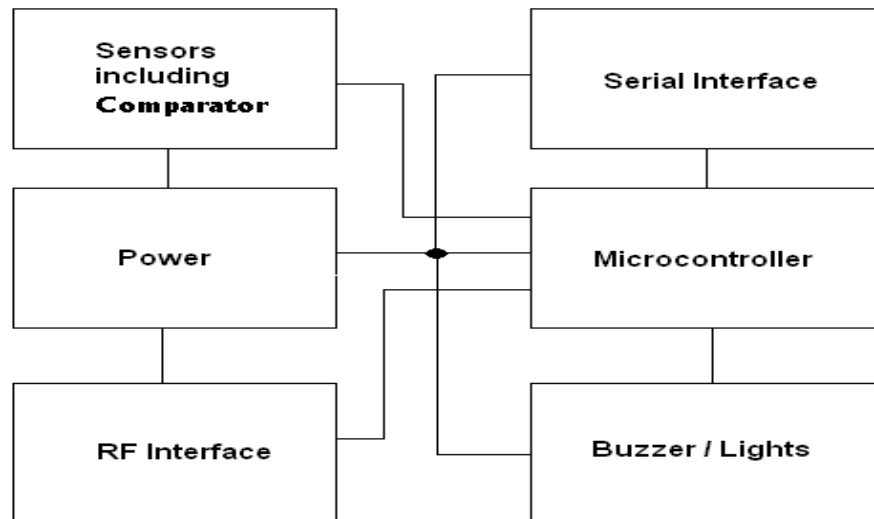 Sensors
including
Comparator
Serial Interface
Power
Microcontroller
RF Interface
Buzzer / Lights